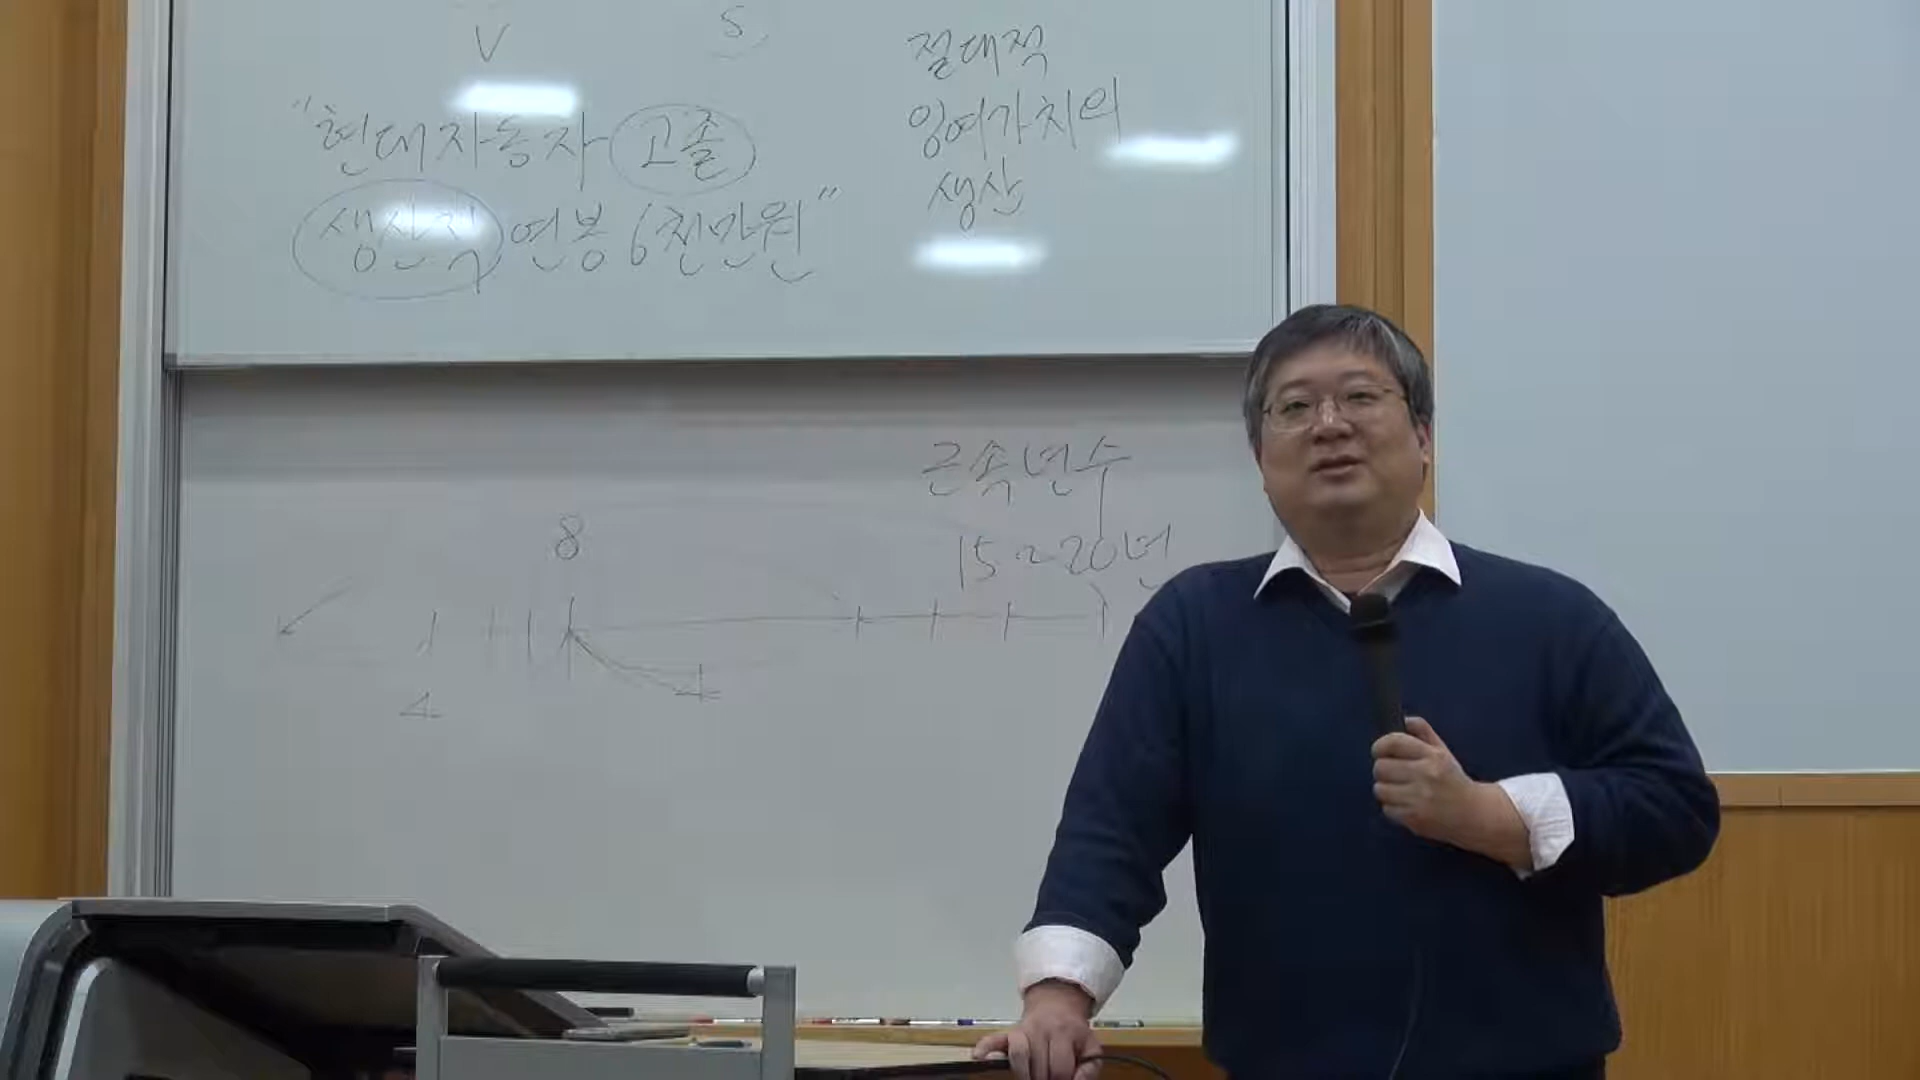 V
S
절대적
"현대자동차 고졸
잉여가치의
생산직 연봉 6천만원"
생산
근속년수
8
15~20년
4